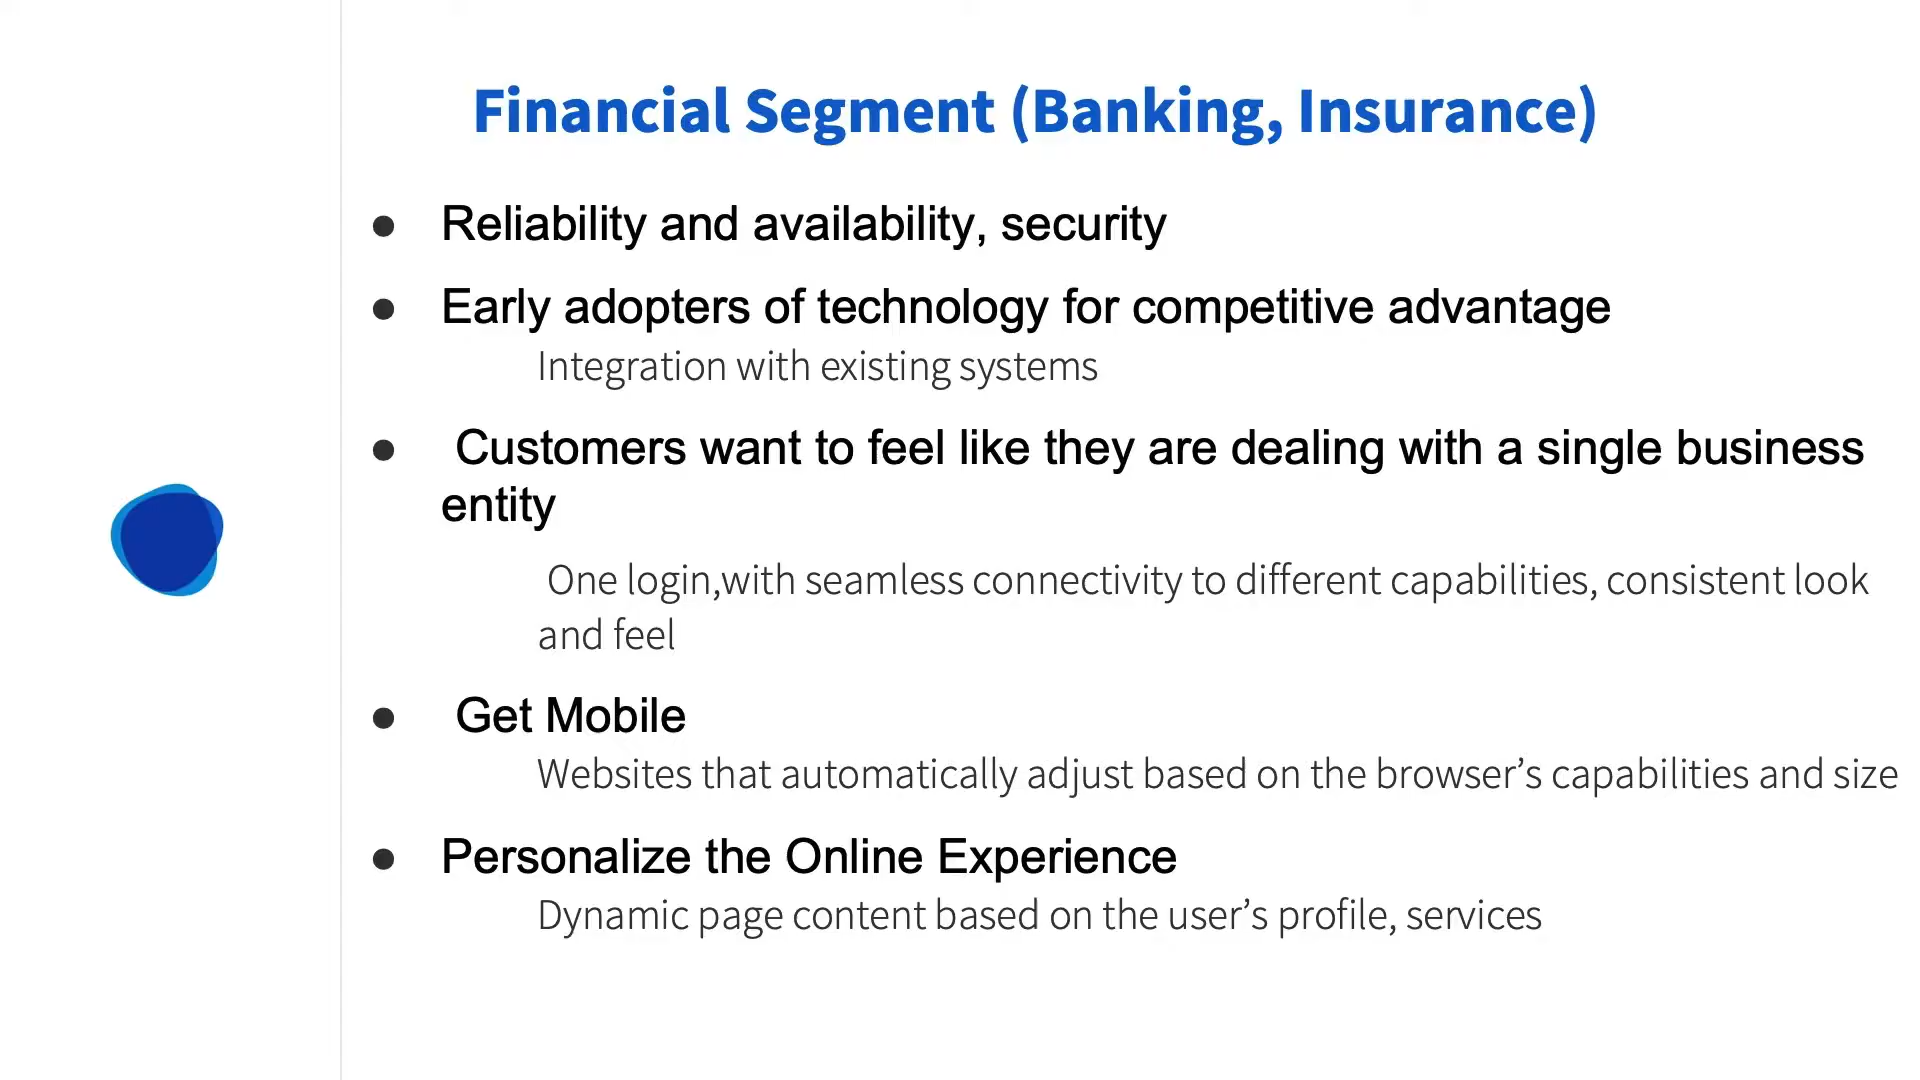 Financial Segment (Banking, Insurance)
● Reliability and availability, security
● Early adopters of technology for competitive advantage
Integration with existing systems
● Customers want to feel like they are dealing with a single business
entity
One login,with seamless connectivity to different capabilities, consistent look
and feel
● Get Mobile
Websites that automatically adjust based on the browser’s capabilities and size
● Personalize the Online Experience
Dynamic page content based on the user’s profile, services